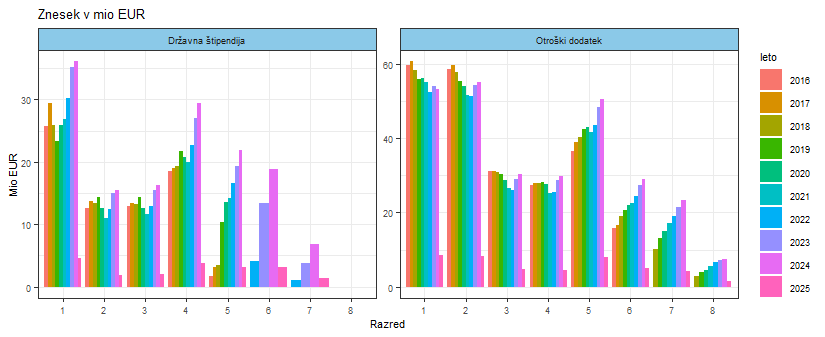 Znesek v mio EUR
Državna štipendija
Otroški dodatek
Mio EUR
30
20
10
0
60
40
20
0
1 2 3 4 5 6 7 8
1 2 3 4 5 6 7 8
Razred
leto
2016
2017
2018
2019
2020
2021
2022
2023
2024
2025